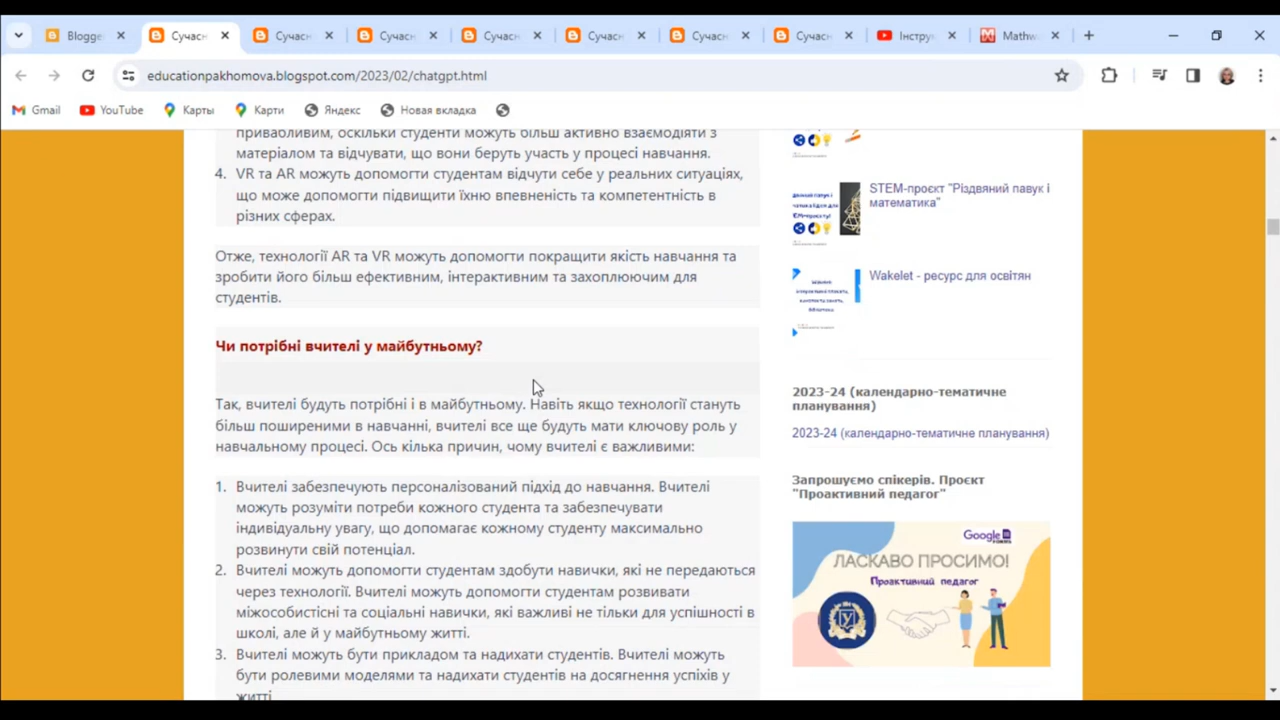 Blogge
Сучасн
Сучасн
Сучасн
Сучасн
Сучасн
Сучасн
Сучасн
Інстру
Mathw
educationpakhomova.blogspot.com/2023/02/chatgpt.html
Gmail
YouTube
Карты
Карти
Яндекс
Новая вкладка
привабливим, оскільки студенти можуть більш активно взаємодіяти з
матеріалом та відчувати, що вони беруть участь у процесі навчання.
4. VR та AR можуть допомогти студентам відчути себе у реальних ситуаціях,
що може допомогти підвищити їхню впевненість та компетентність в
різних сферах.
Отже, технології AR та VR можуть допомогти покращити якість навчання та
зробити його більш ефективним, інтерактивним та захоплюючим для
студентів.
Чи потрібні вчителі у майбутньому?
Так, вчителі будуть потрібні і в майбутньому. Навіть якщо технології стануть
більш поширеними в навчанні, вчителі все ще будуть мати ключову роль у
навчальному процесі. Ось кілька причин, чому вчителі є важливими:
1. Вчителі забезпечують персоналізований підхід до навчання. Вчителі
можуть розуміти потреби кожного студента та забезпечувати
індивідуальну увагу, що допомагає кожному студенту максимально
розвинути свій потенціал.
2. Вчителі можуть допомогти студентам здобути навички, які не передаються
через технології. Вчителі можуть допомогти студентам розвивати
міжособистісні та соціальні навички, які важливі не тільки для успішності в
школі, але й у майбутньому житті.
3. Вчителі можуть бути прикладом та надихати студентів. Вчителі можуть
бути ролевими моделями та надихати студентів на досягнення успіхів у
житті.
STEM-проєкт "Різдвяний павук і
математика"
Wakelet - ресурс для освітян
2023-24 (календарно-тематичне
планування)
2023-24 (календарно-тематичне планування)
Запрошуємо спікерів. Проєкт
"Проактивний педагог"
Google
ЛАСКАВО ПРОСИМО!
Проактивний педагог